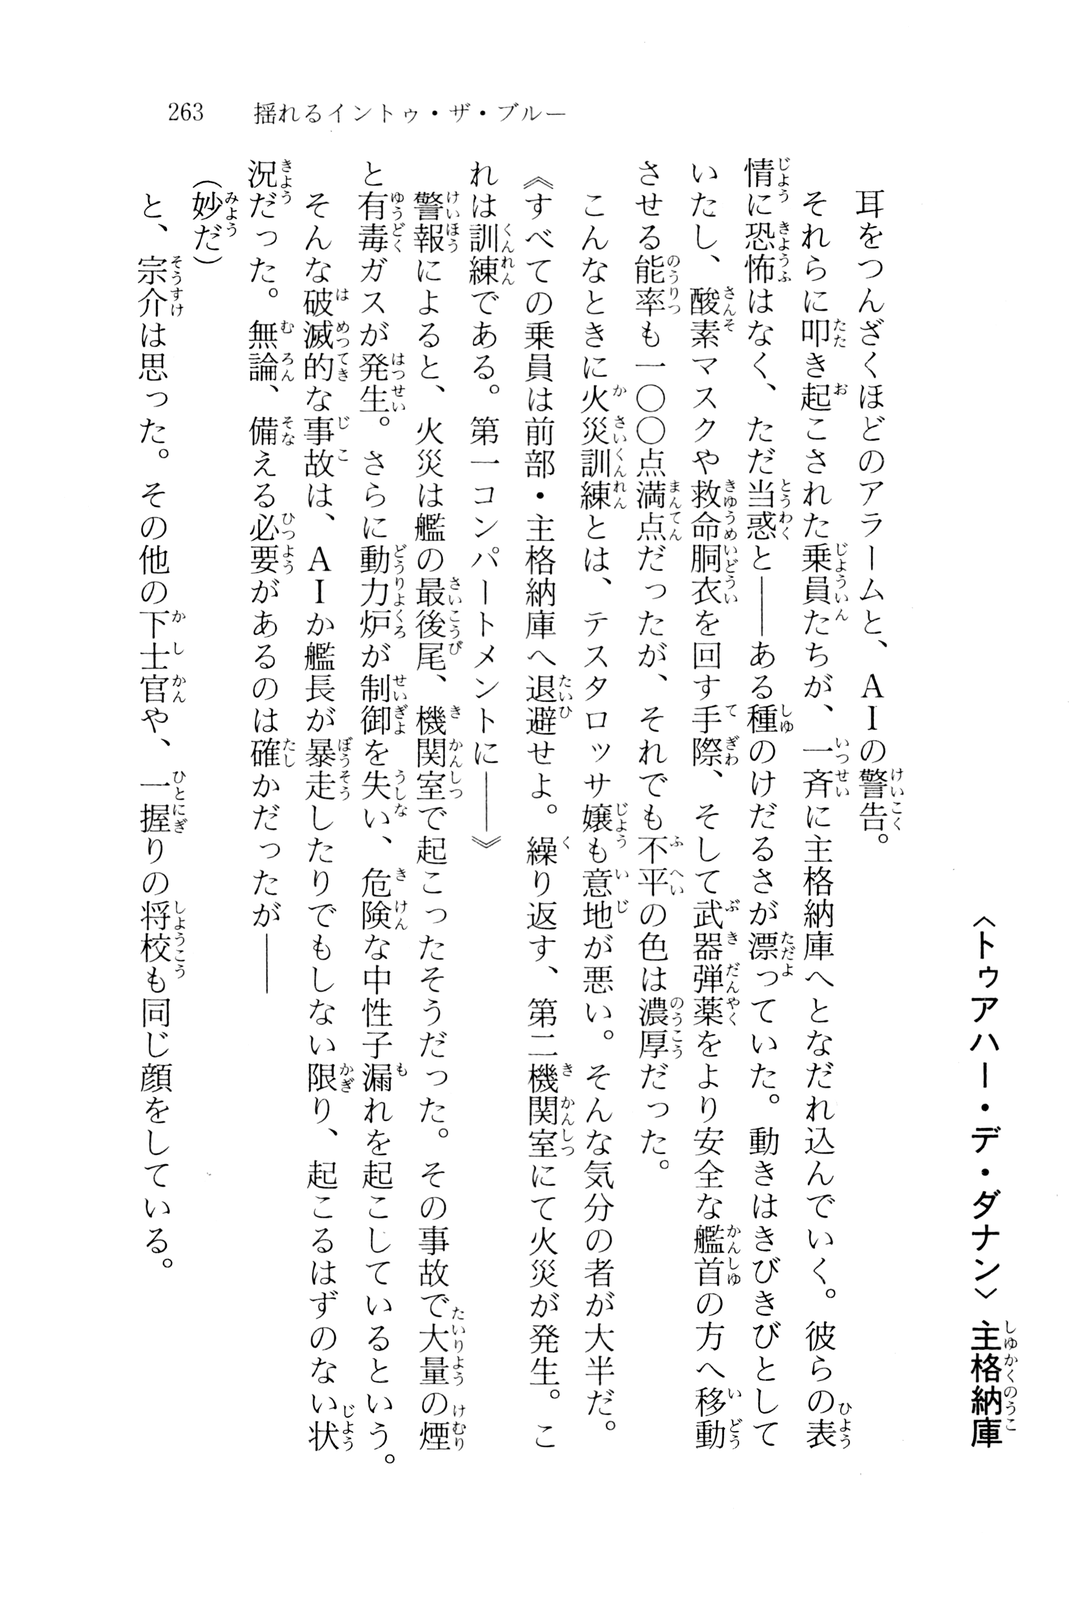 263　揺れるイントゥ・ザ・ブルー
〈トゥアハー・デ・ダナン〉主格納庫
　耳をつんざくほどのアラームと、ＡＩの警告。
　それらに叩き起こされた乗員たちが、一斉に主格納庫へとなだれ込んでいく。彼らの表
情に恐怖はなく、ただ当惑と――ある種のけだるさが漂っていた。動きはきびきびとして
いたし、酸素マスクや救命胴衣を回す手際、そして武器弾薬をより安全な艦首の方へ移動
させる能率も一〇〇点満点だったが、それでも不平の色は濃厚だった。
　こんなときに火災訓練とは、テスタロッサ嬢も意地が悪い。そんな気分の者が大半だ。
《すべての乗員は前部・主格納庫へ退避せよ。繰り返す、第二機関室にて火災が発生。こ
れは訓練である。第一コンパートメントに――》
　警報によると、火災は艦の最後尾、機関室で起こったそうだった。その事故で大量の煙
と有毒ガスが発生。さらに動力炉が制御を失い、危険な中性子漏れを起こしているという。
　そんな破滅的な事故は、ＡＩか艦長が暴走したりでもしない限り、起こるはずのない状
況だった。無論、備える必要があるのは確かだったが――
（妙だ）
　と、宗介は思った。その他の下士官や、一握りの将校も同じ顔をしている。